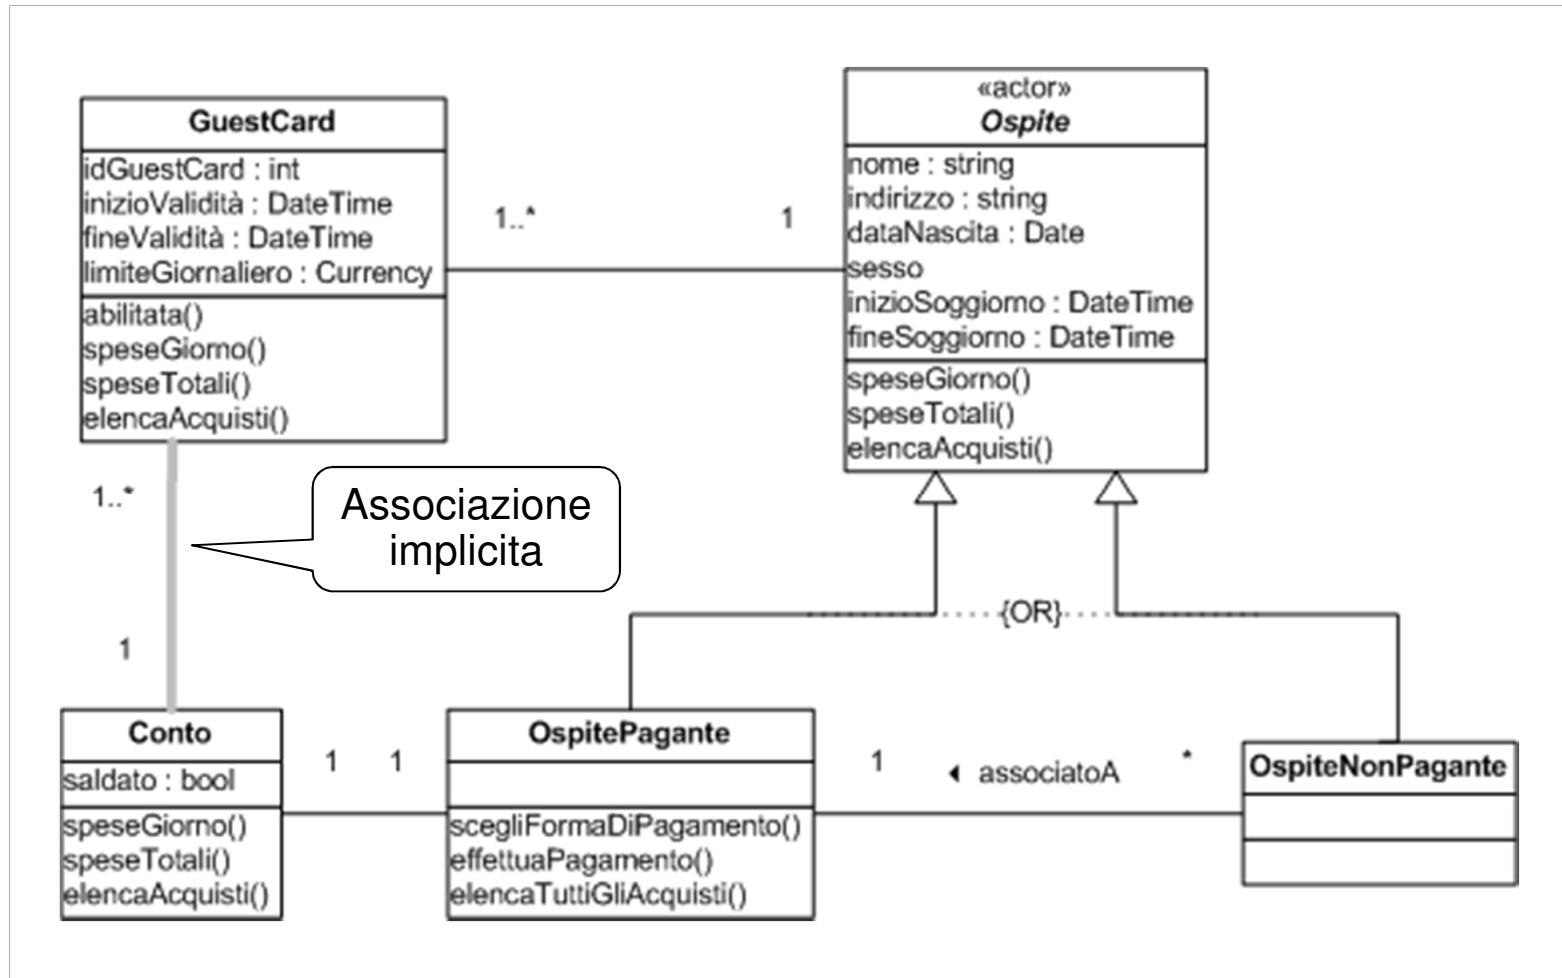 GuestCard
idGuestCard : int
inizioValidità : DateTime
fineValidità : DateTime
limiteGiornaliero : Currency
abilitata()
speseGiorno()
speseTotali()
elencaAcquisti()
1..*
1
«actor»
Ospite
nome : string
indirizzo : string
dataNascita : Date
sesso
inizioSoggiorno : DateTime
fineSoggiorno : DateTime
speseGiorno()
speseTotali()
elencaAcquisti()
1..*
Associazione
implicita
1
{OR}
Conto
saldato : bool
speseGiorno()
speseTotali()
elencaAcquisti()
1
1
OspitePagante
scegliFormaDiPagamento()
effettuaPagamento()
elencaTuttiGliAcquisti()
1
associatoA
*
OspiteNonPagante